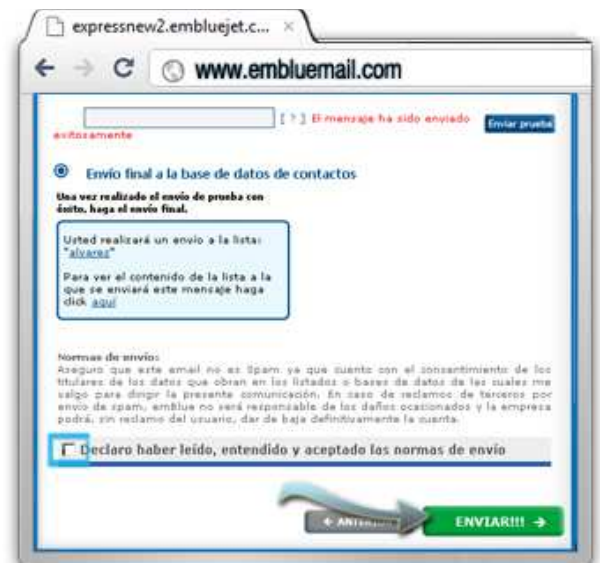 expressnew2.embluejet.c... ×
www.embluemail.com
[ ? ] El mensaje ha sido enviado
exitosamente
Enviar prueba
Envío final a la base de datos de contactos
Una vez realizado el envío de prueba con
éxito, haga el envío final.
Usted realizará un envío a la lista:
"alvarez"
Para ver el contenido de la lista a la
que se enviará este mensaje haga
click aquí
Normas de envío:
Aseguro que este email no es Spam ya que cuento con el consentimiento de los
titulares de los datos que obran en los listados o bases de datos de las cuales me
valgo para dirigir la presente comunicación. En caso de reclamos de terceros por
envío de spam, emBlue no será responsable de los daños ocasionados y la empresa
podrá, sin reclamo del usuario, dar de baja definitivamente la cuenta.
Declaro haber leído, entendido y aceptado las normas de envío
ENVIAR!!! →